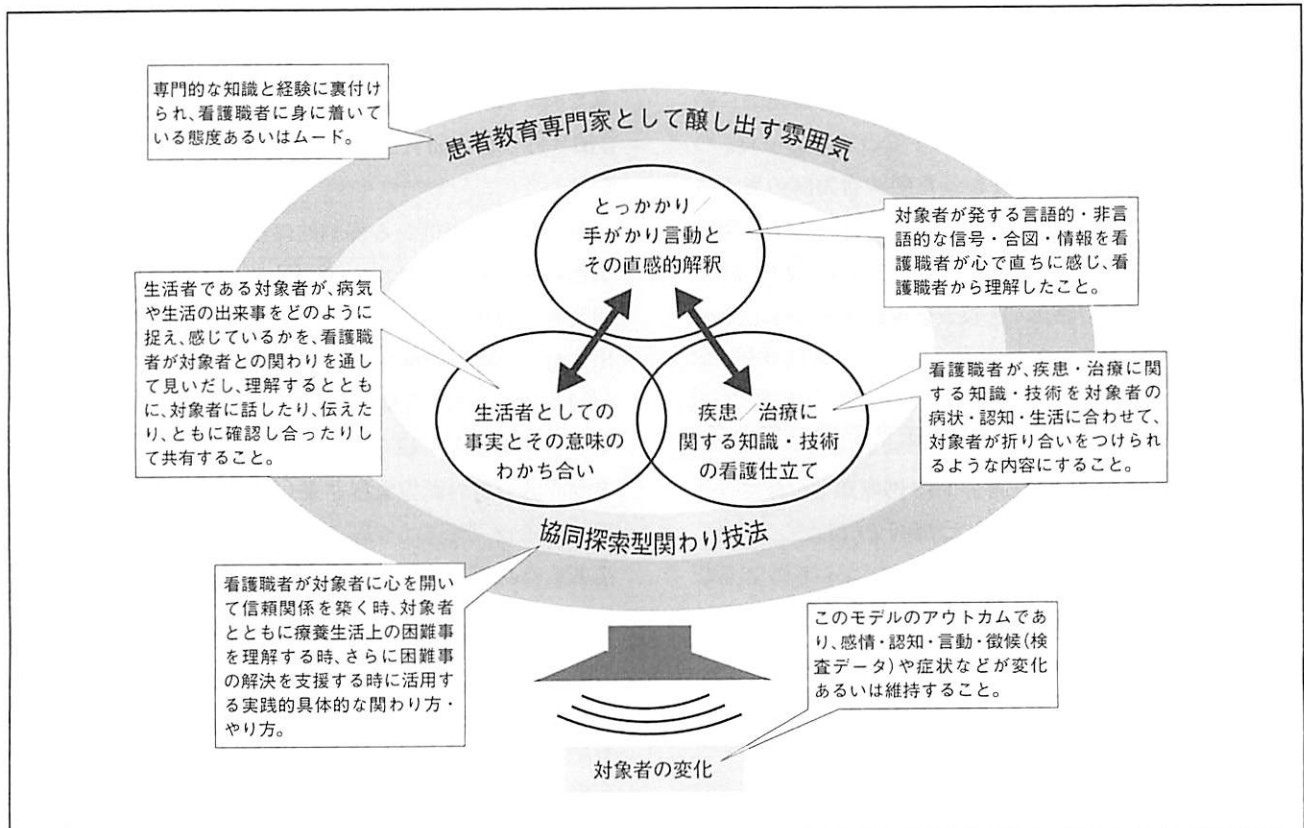 専門的な知識と経験に裏付け
られ、看護職者に身に着いて
いる態度あるいはムード。
患者教育専門家として醸し出す雰囲気
とっかかり／
手がかり言動と
その直感的解釈
対象者が発する言語的・非言
語的な信号・合図・情報を看
護職者が心で直ちに感じ、看
護職者から理解したこと。
生活者である対象者が、病気
や生活の出来事をどのように
捉え、感じているかを、看護職
者が対象者との関わりを通し
て見いだし、理解するととも
に、対象者に話したり、伝えた
り、ともに確認し合ったりし
て共有すること。
生活者としての
事実とその意味の
わかち合い
疾患／治療に
関する知識・技術
の看護仕立て
看護職者が、疾患・治療に関
する知識・技術を対象者の
病状・認知・生活に合わせて、
対象者が折り合いをつけられ
るような内容にすること。
協同探索型関わり技法
看護職者が対象者に心を開い
て信頼関係を築く時、対象者
とともに療養生活上の困難事
を理解する時、さらに困難事
の解決を支援する時に活用す
る実践的具体的な関わり方・
やり方。
このモデルのアウトカムであ
り、感情・認知・言動・徴候(検
査データ)や症状などが変化
あるいは維持すること。
対象者の変化